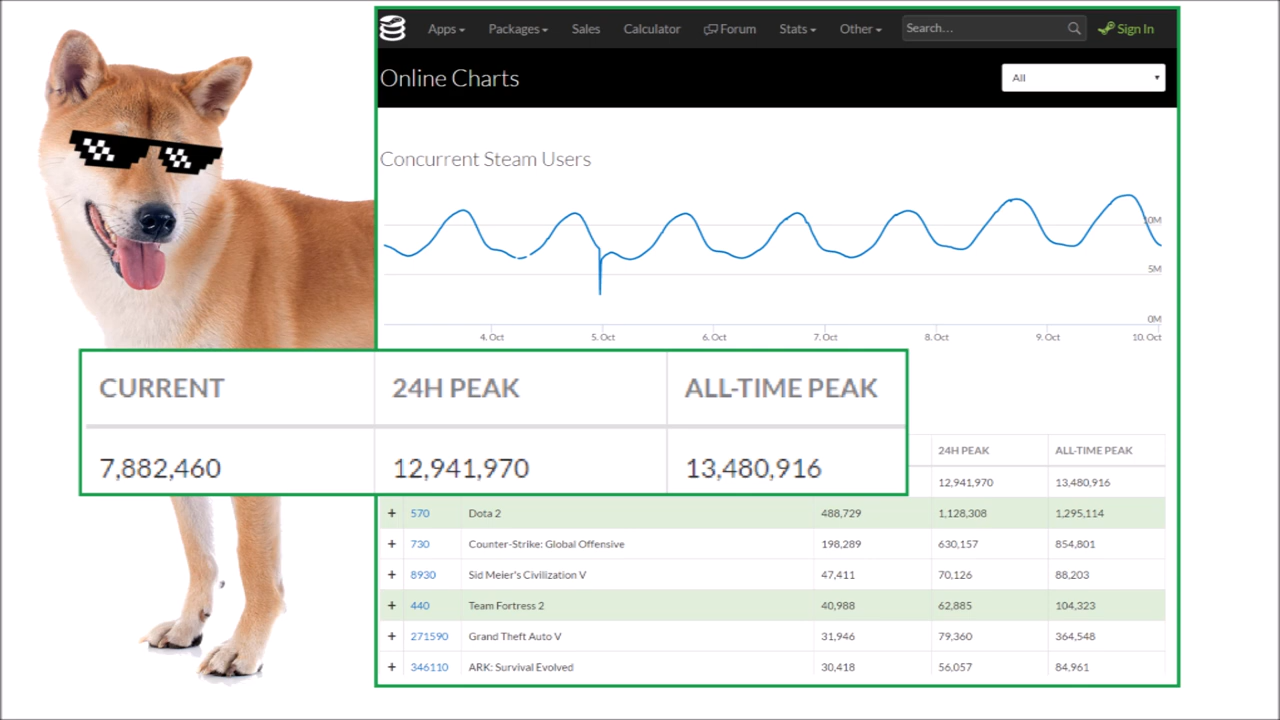 Apps Packages Sales Calculator Forum Stats Other Search... Sign In
Online Charts All
Concurrent Steam Users
10M
5M
0M
4. Oct 5. Oct 6. Oct 7. Oct 8. Oct 9. Oct 10. Oct
CURRENT 24H PEAK ALL-TIME PEAK
7,882,460 12,941,970 13,480,916
24H PEAK ALL-TIME PEAK
12,941,970 13,480,916
+ 570 Dota 2 488,729 1,128,308 1,295,114
+ 730 Counter-Strike: Global Offensive 198,289 630,157 854,801
+ 8930 Sid Meier's Civilization V 47,411 70,126 88,203
+ 440 Team Fortress 2 40,988 62,885 104,323
+ 271590 Grand Theft Auto V 31,946 79,360 364,548
+ 346110 ARK: Survival Evolved 30,418 56,057 84,961